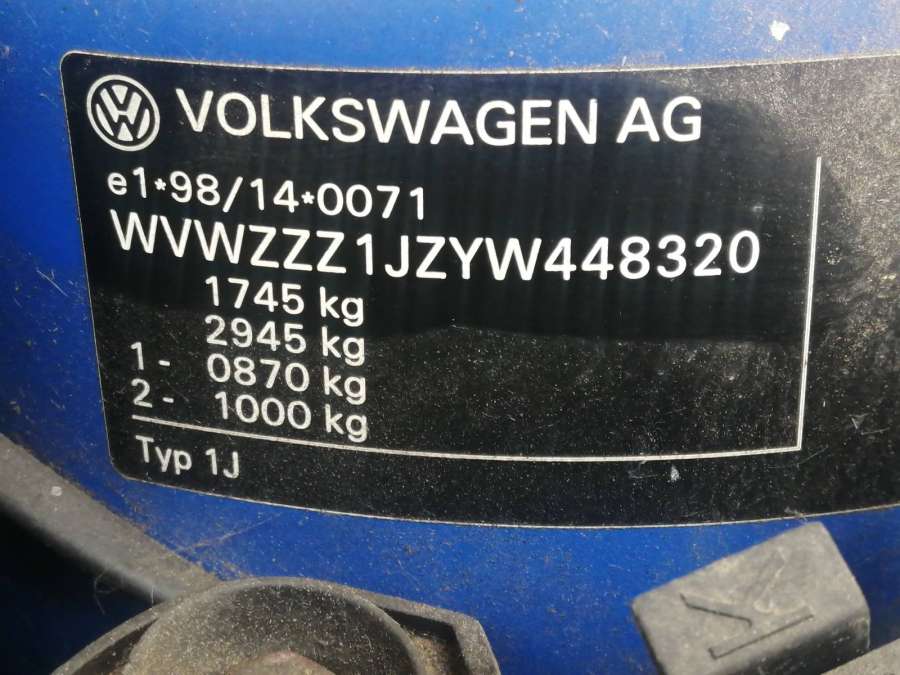 VOLKSWAGEN AG
e1*98/14*0071
WVWZZZ1JZYW448320
1745 kg
2945 kg
1- 0870 kg
2- 1000 kg
Typ 1J